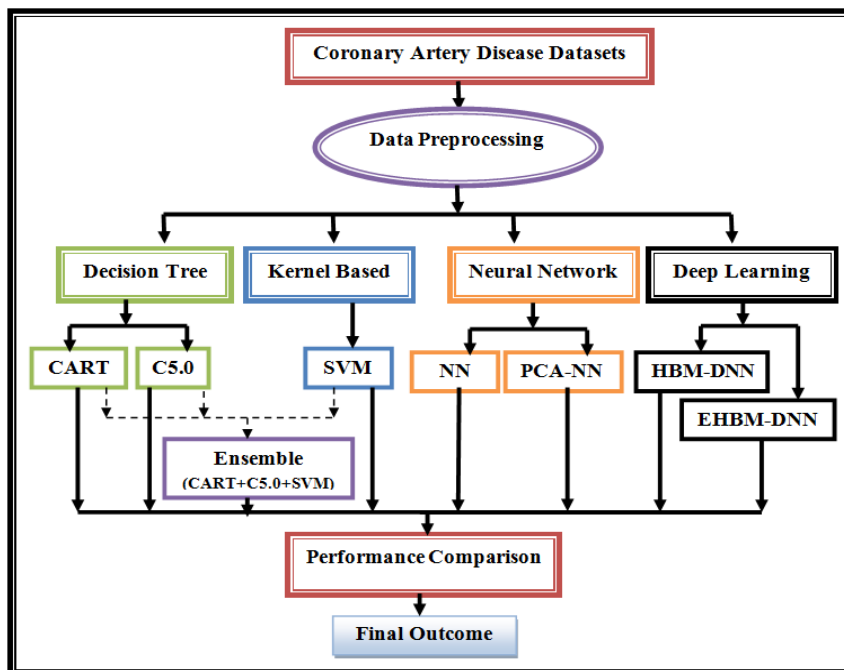 Coronary Artery Disease Datasets
Data Preprocessing
Decision Tree
Kernel Based
Neural Network
Deep Learning
CART
C5.0
SVM
NN
PCA-NN
HBM-DNN
EHBM-DNN
Ensemble
(CART+C5.0+SVM)
Performance Comparison
Final Outcome